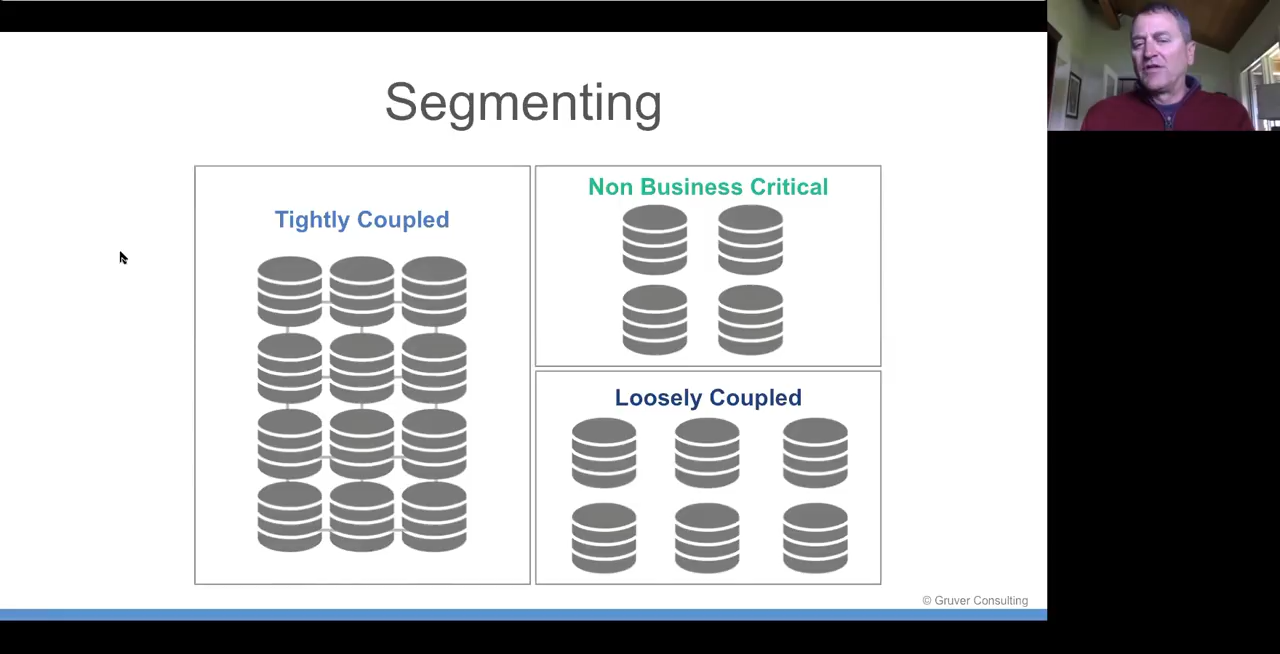 Segmenting
Tightly Coupled
Non Business Critical
Loosely Coupled
© Gruver Consulting